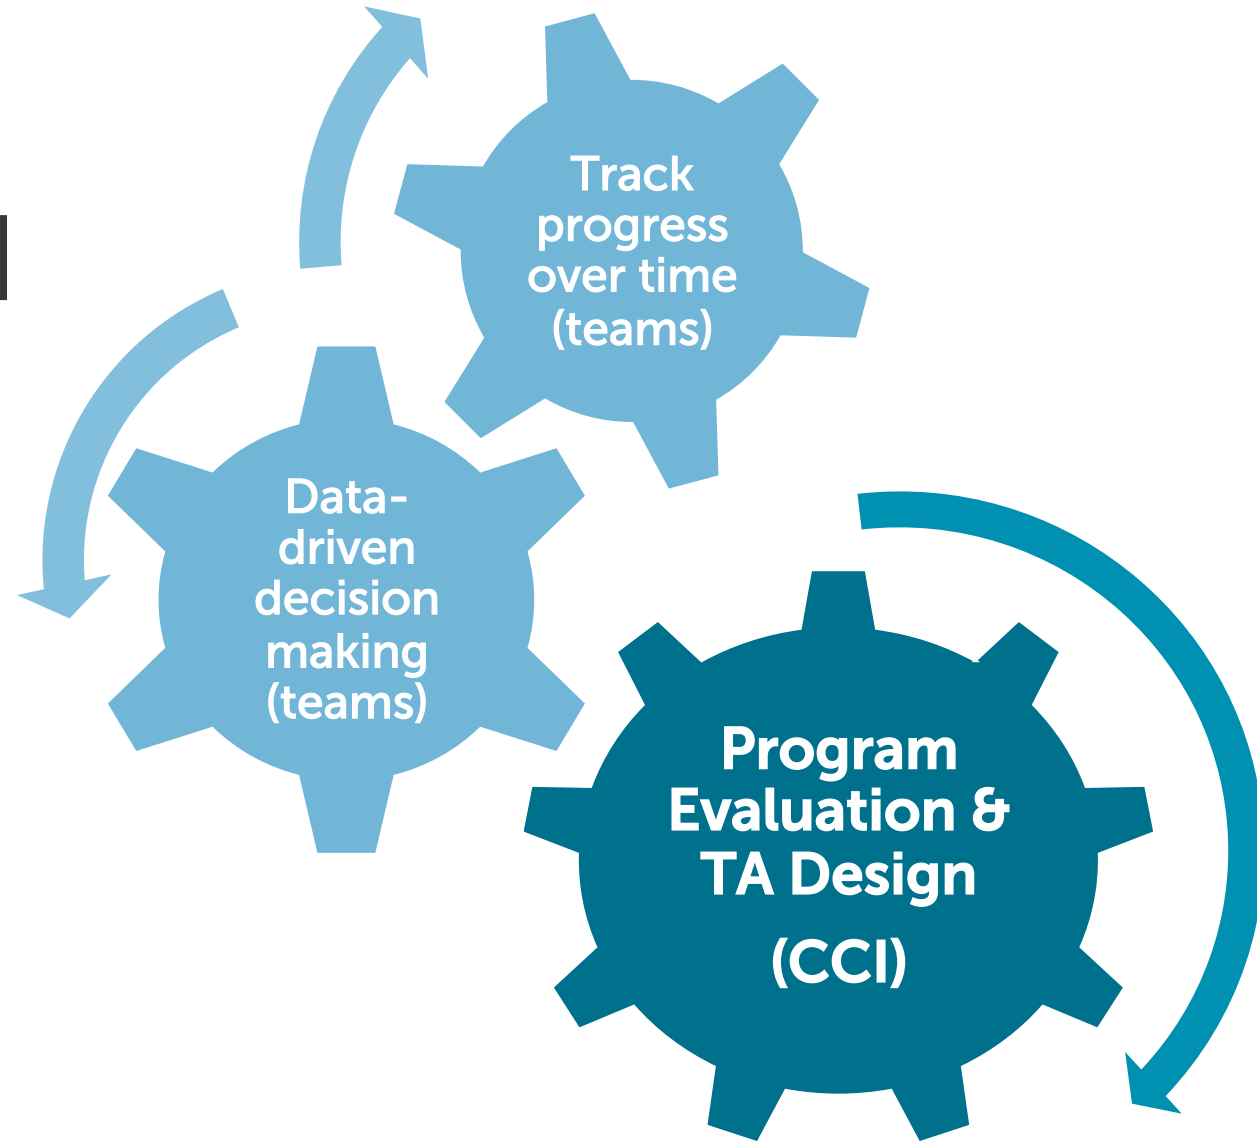 Track
progress
over time
(teams)
Data-
driven
decision
making
(teams)
Program
Evaluation &
TA Design
(CCI)